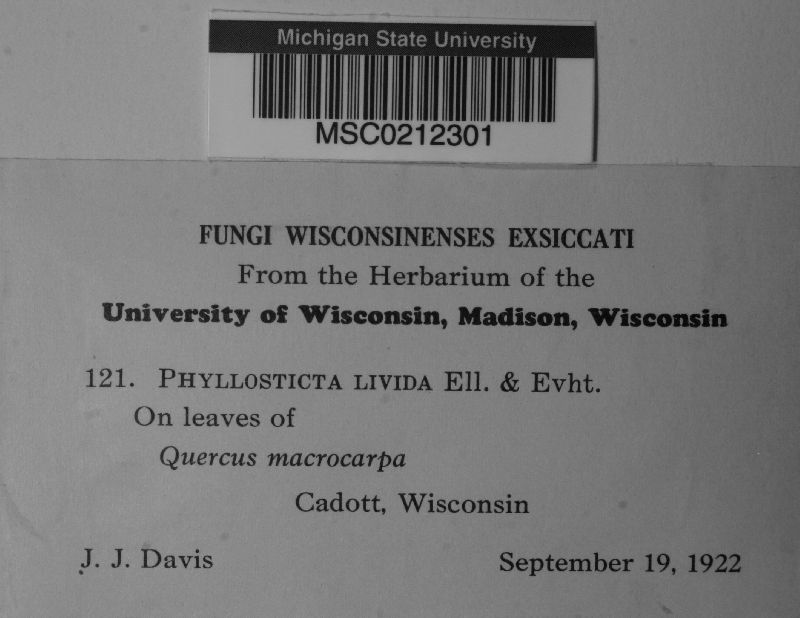 Michigan State University
MSC0212301
FUNGI WISCONSINENSES EXSICCATI
From the Herbarium of the
University of Wisconsin, Madison, Wisconsin
121. PHYLLOSTICTA LIVIDA Ell. & Evht.
On leaves of
Quercus macrocarpa
Cadott, Wisconsin
J. J. Davis September 19, 1922